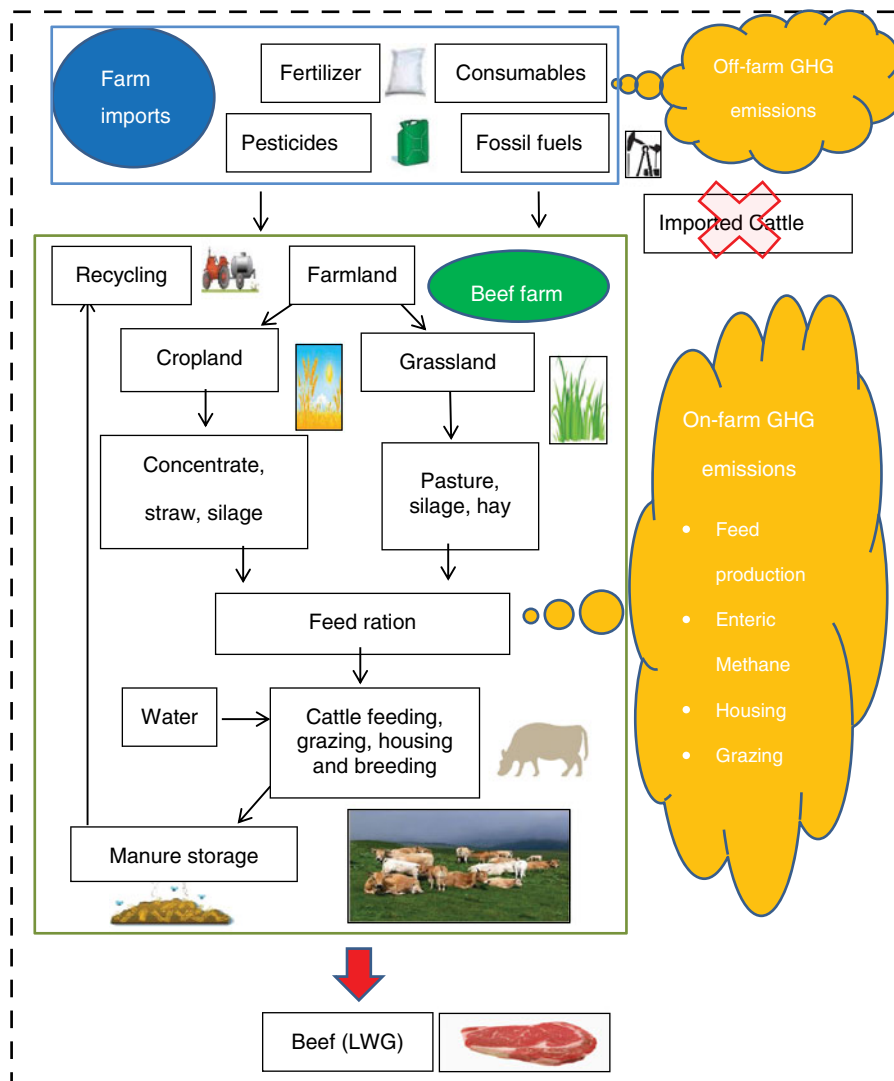 Farm
imports
Fertilizer
Consumables
Pesticides
Fossil fuels
Off-farm GHG
emissions
Imported Cattle
Recycling
Farmland
Beef farm
Cropland
Grassland
Concentrate,
straw, silage
Pasture,
silage, hay
Feed ration
Water
Cattle feeding,
grazing, housing
and breeding
Manure storage
On-farm GHG
emissions
• Feed
production
• Enteric
Methane
• Housing
• Grazing
Beef (LWG)